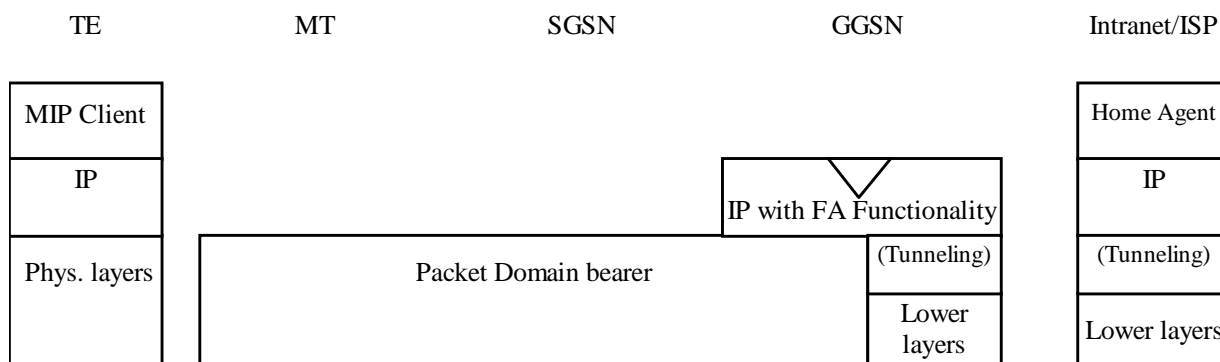 TE MT SGSN GGSN Intranet/ISP
MIP Client Home Agent
IP IP
IP with FA Functionality
Phys. layers Packet Domain bearer (Tunneling) (Tunneling)
Lower
layers Lower layers